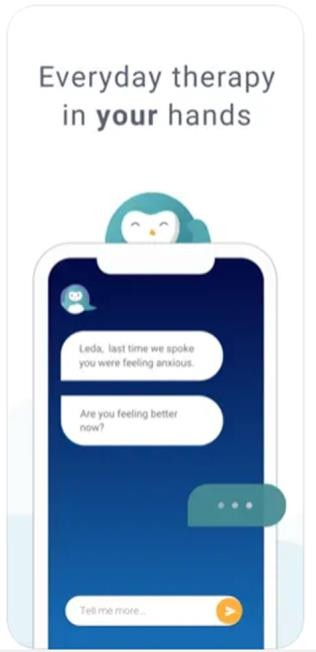 Everyday therapy
in your hands
Leda, last time we spoke
you were feeling anxious.
Are you feeling better
now?
Tell me more...